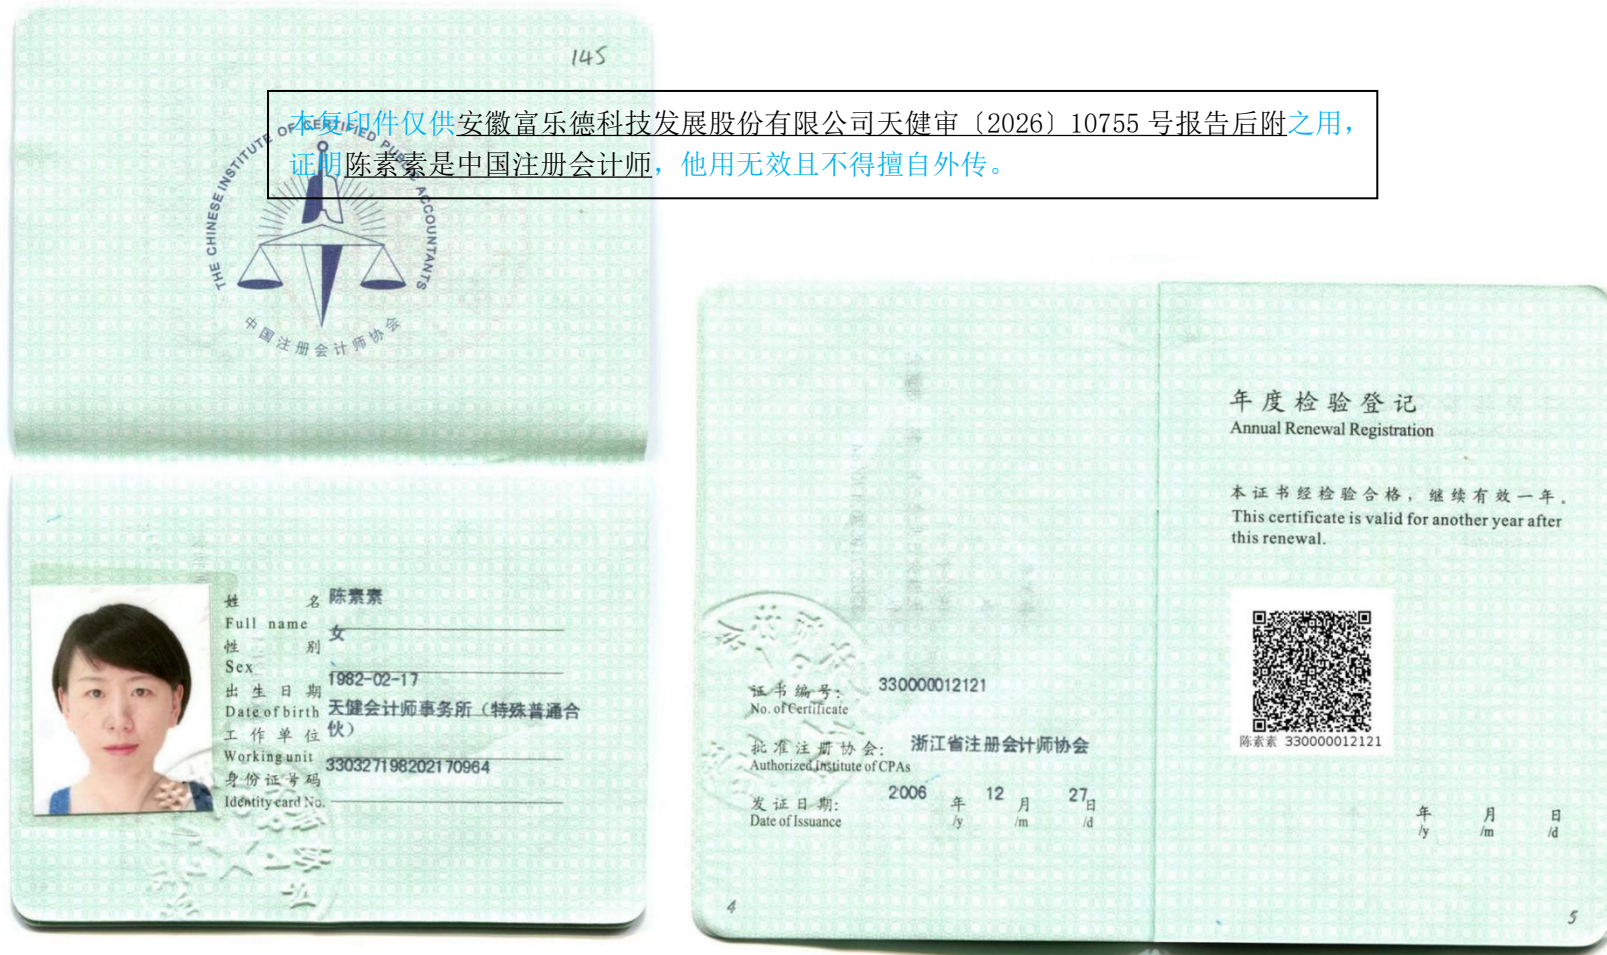 145
本复印件仅供安徽富乐德科技发展股份有限公司天健审〔2026〕10755 号报告后附之用，
证明陈素素是中国注册会计师，他用无效且不得擅自外传。
THE CHINESE INSTITUTE OF CERTIFIED PUBLIC ACCOUNTANTS
中国注册会计师协会
姓名 陈素素
Full name
性别 女
Sex
出生日期 1982-02-17
Date of birth
工作单位 天健会计师事务所（特殊普通合
伙）
Working unit
身份证号码 330327198202170964
Identity card No.
证书编号: 330000012121
No. of Certificate
批准注册协会: 浙江省注册会计师协会
Authorized Institute of CPAs
发证日期: 2006 年 12 月 27 日
Date of Issuance /y /m /d
4
年度检验登记
Annual Renewal Registration
本证书经检验合格，继续有效一年。
This certificate is valid for another year after
this renewal.
陈素素 330000012121
年 月 日
/y /m /d
5